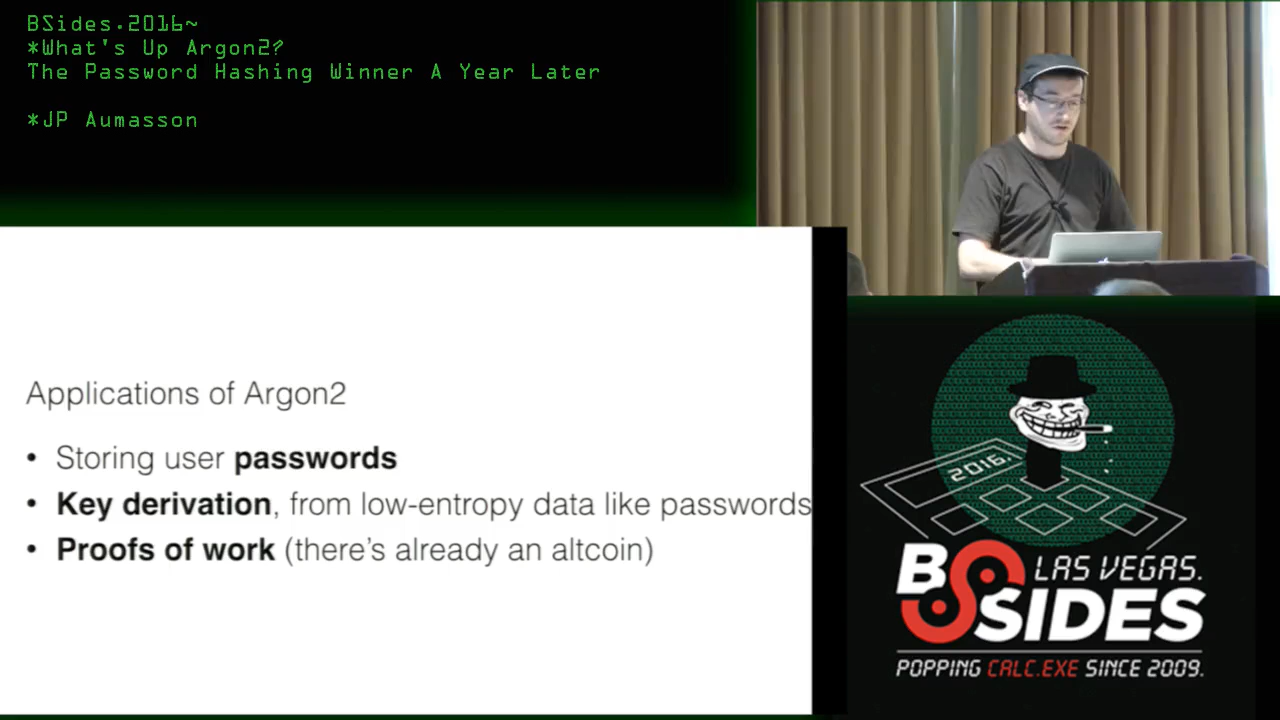 BSides.2016~
*What's Up Argon2?
The Password Hashing Winner A Year Later
*JP Aumasson
Applications of Argon2
• Storing user passwords
• Key derivation, from low-entropy data like passwords
• Proofs of work (there's already an altcoin)
2016.
BSIDES
LAS VEGAS.
POPPING CALC.EXE SINCE 2009.